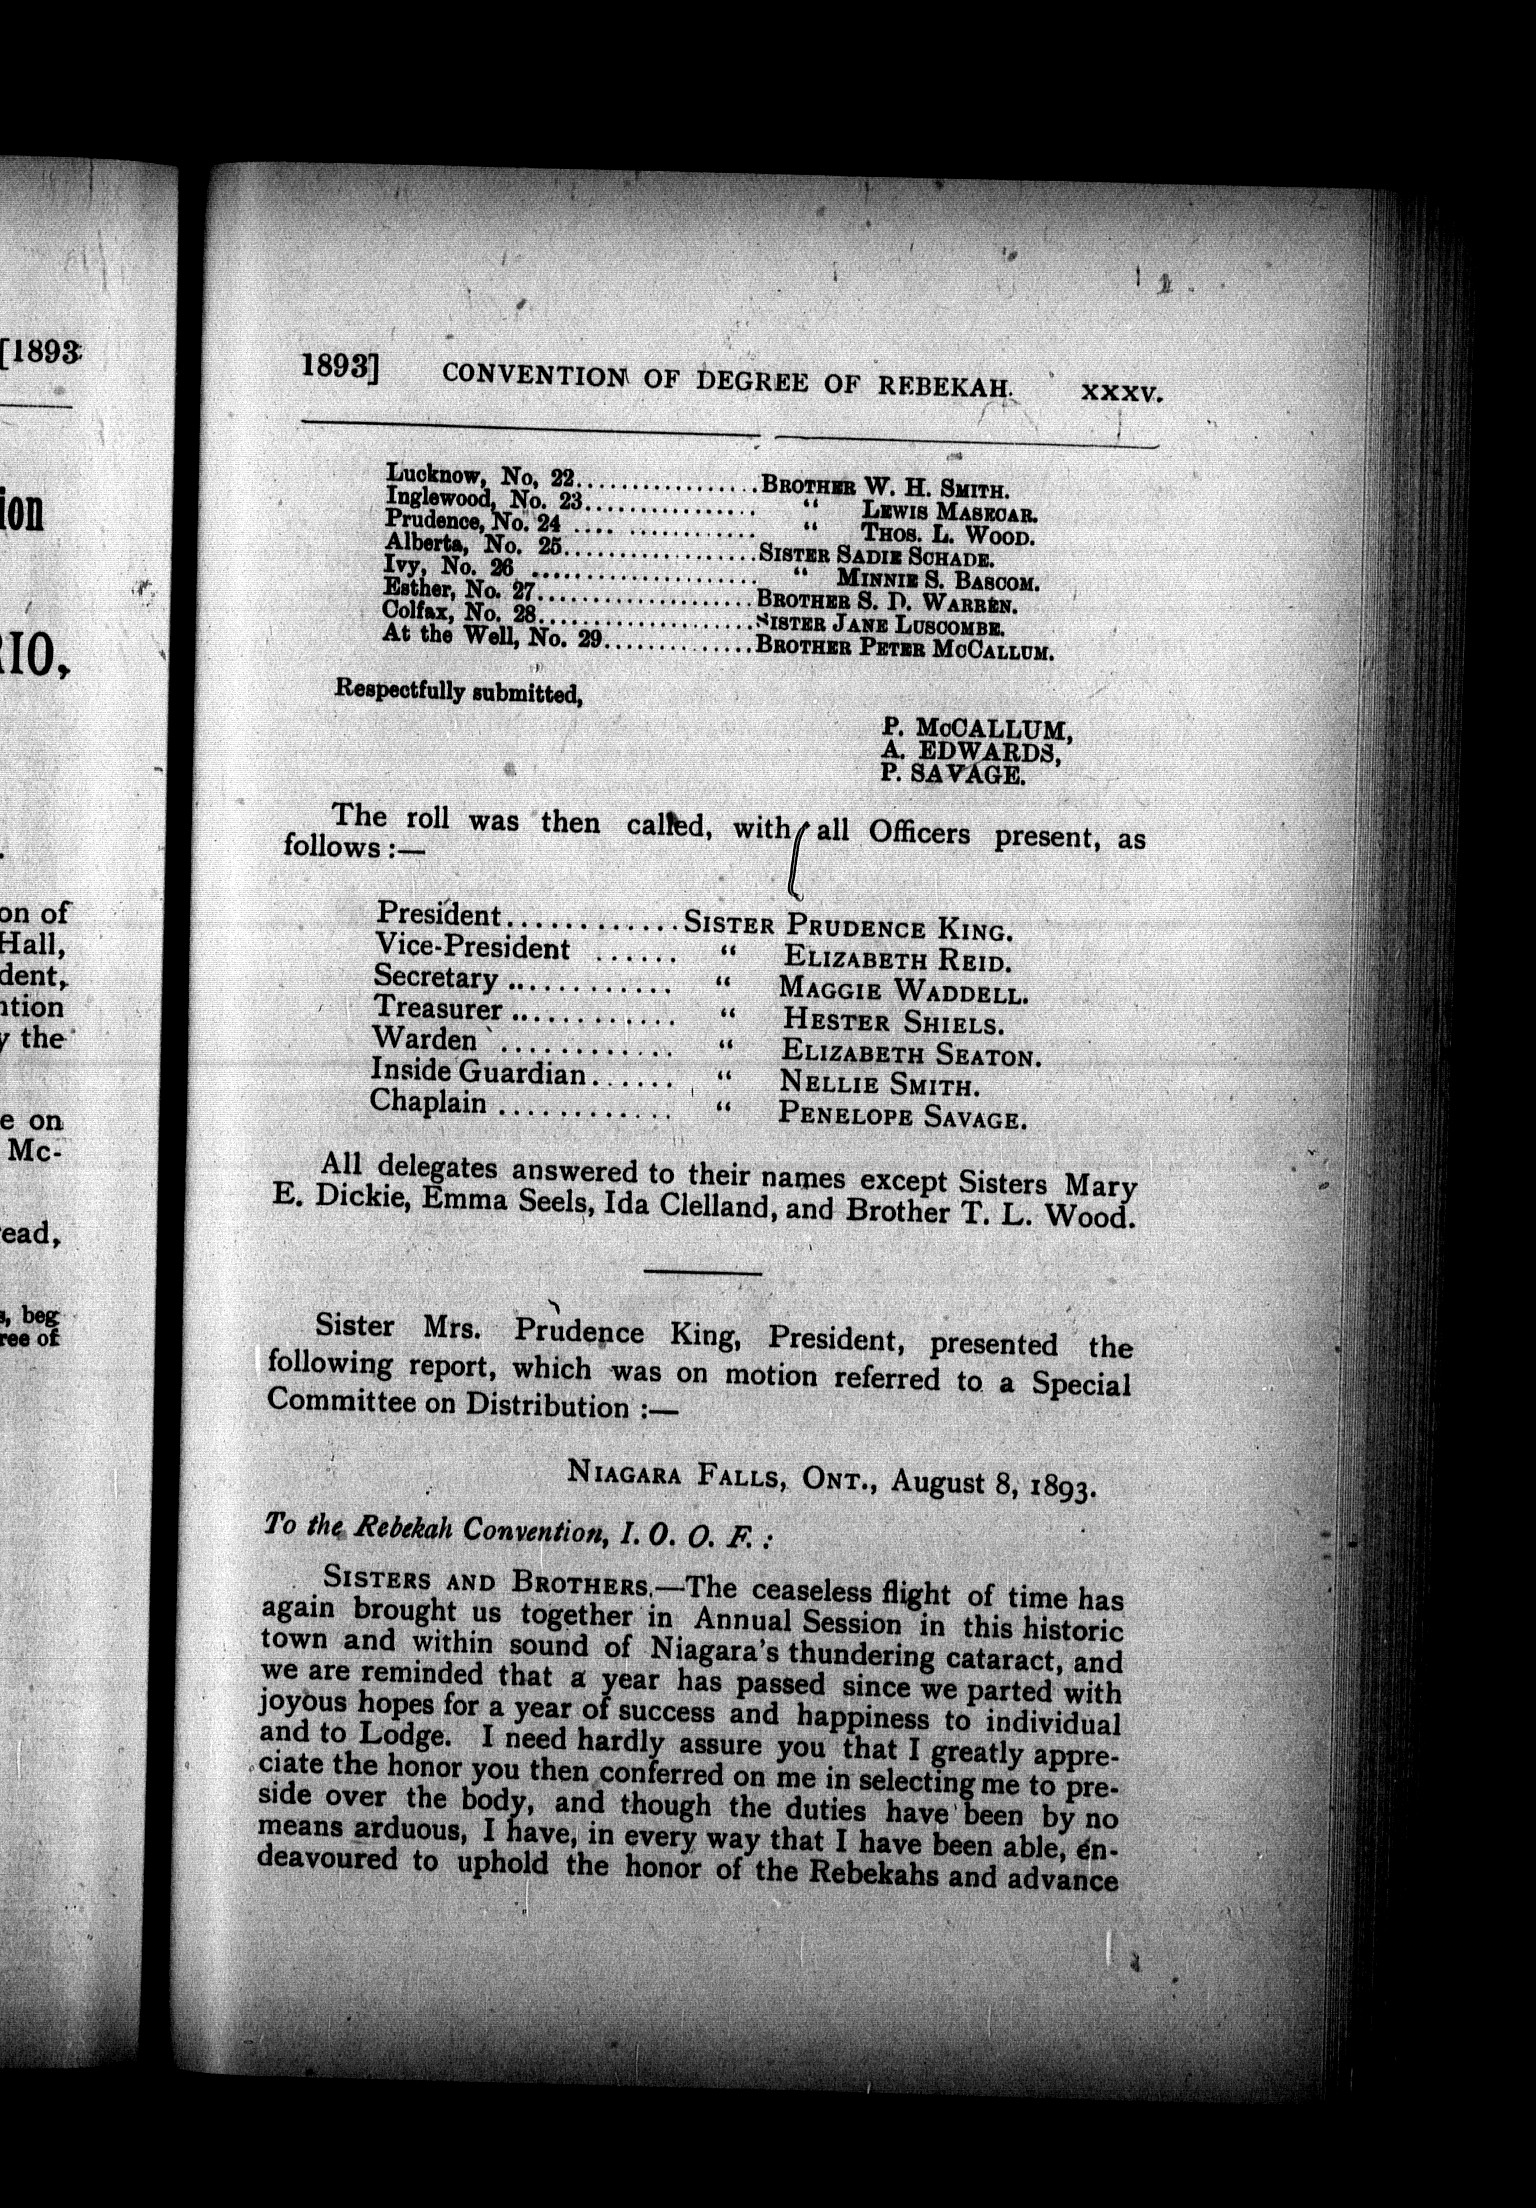 [1893
ion
RIO,
on of
Hall,
dent,
ntion
y the
e on
Mc-
read,
s, beg
ree of
1893] CONVENTION OF DEGREE OF REBEKAH. XXXV.
Lucknow, No. 22................BROTHER W. H. SMITH.
Inglewood, No. 23............... " LEWIS MASECAR.
Prudence, No. 24 ................ " THOS. L. WOOD.
Alberta, No. 25.................SISTER SADIE SCHADE.
Ivy, No. 26 .................... " MINNIE S. BASCOM.
Esther, No. 27...................BROTHER S. D. WARREN.
Colfax, No. 28...................SISTER JANE LUSCOMBE.
At the Well, No. 29.............BROTHER PETER McCALLUM.
Respectfully submitted,
P. McCALLUM,
A. EDWARDS,
P. SAVAGE.
The roll was then called, with all Officers present, as
follows :—
President............SISTER PRUDENCE KING.
Vice-President ...... " ELIZABETH REID.
Secretary ............ " MAGGIE WADDELL.
Treasurer ............ " HESTER SHIELS.
Warden ............ " ELIZABETH SEATON.
Inside Guardian...... " NELLIE SMITH.
Chaplain ............ " PENELOPE SAVAGE.
All delegates answered to their names except Sisters Mary
E. Dickie, Emma Seels, Ida Clelland, and Brother T. L. Wood.
Sister Mrs. Prudence King, President, presented the
following report, which was on motion referred to a Special
Committee on Distribution :—
NIAGARA FALLS, ONT., August 8, 1893.
To the Rebekah Convention, I. O. O. F. :
SISTERS AND BROTHERS,—The ceaseless flight of time has
again brought us together in Annual Session in this historic
town and within sound of Niagara's thundering cataract, and
we are reminded that a year has passed since we parted with
joyous hopes for a year of success and happiness to individual
and to Lodge. I need hardly assure you that I greatly appre-
ciate the honor you then conferred on me in selecting me to pre-
side over the body, and though the duties have been by no
means arduous, I have, in every way that I have been able, en-
deavoured to uphold the honor of the Rebekahs and advance